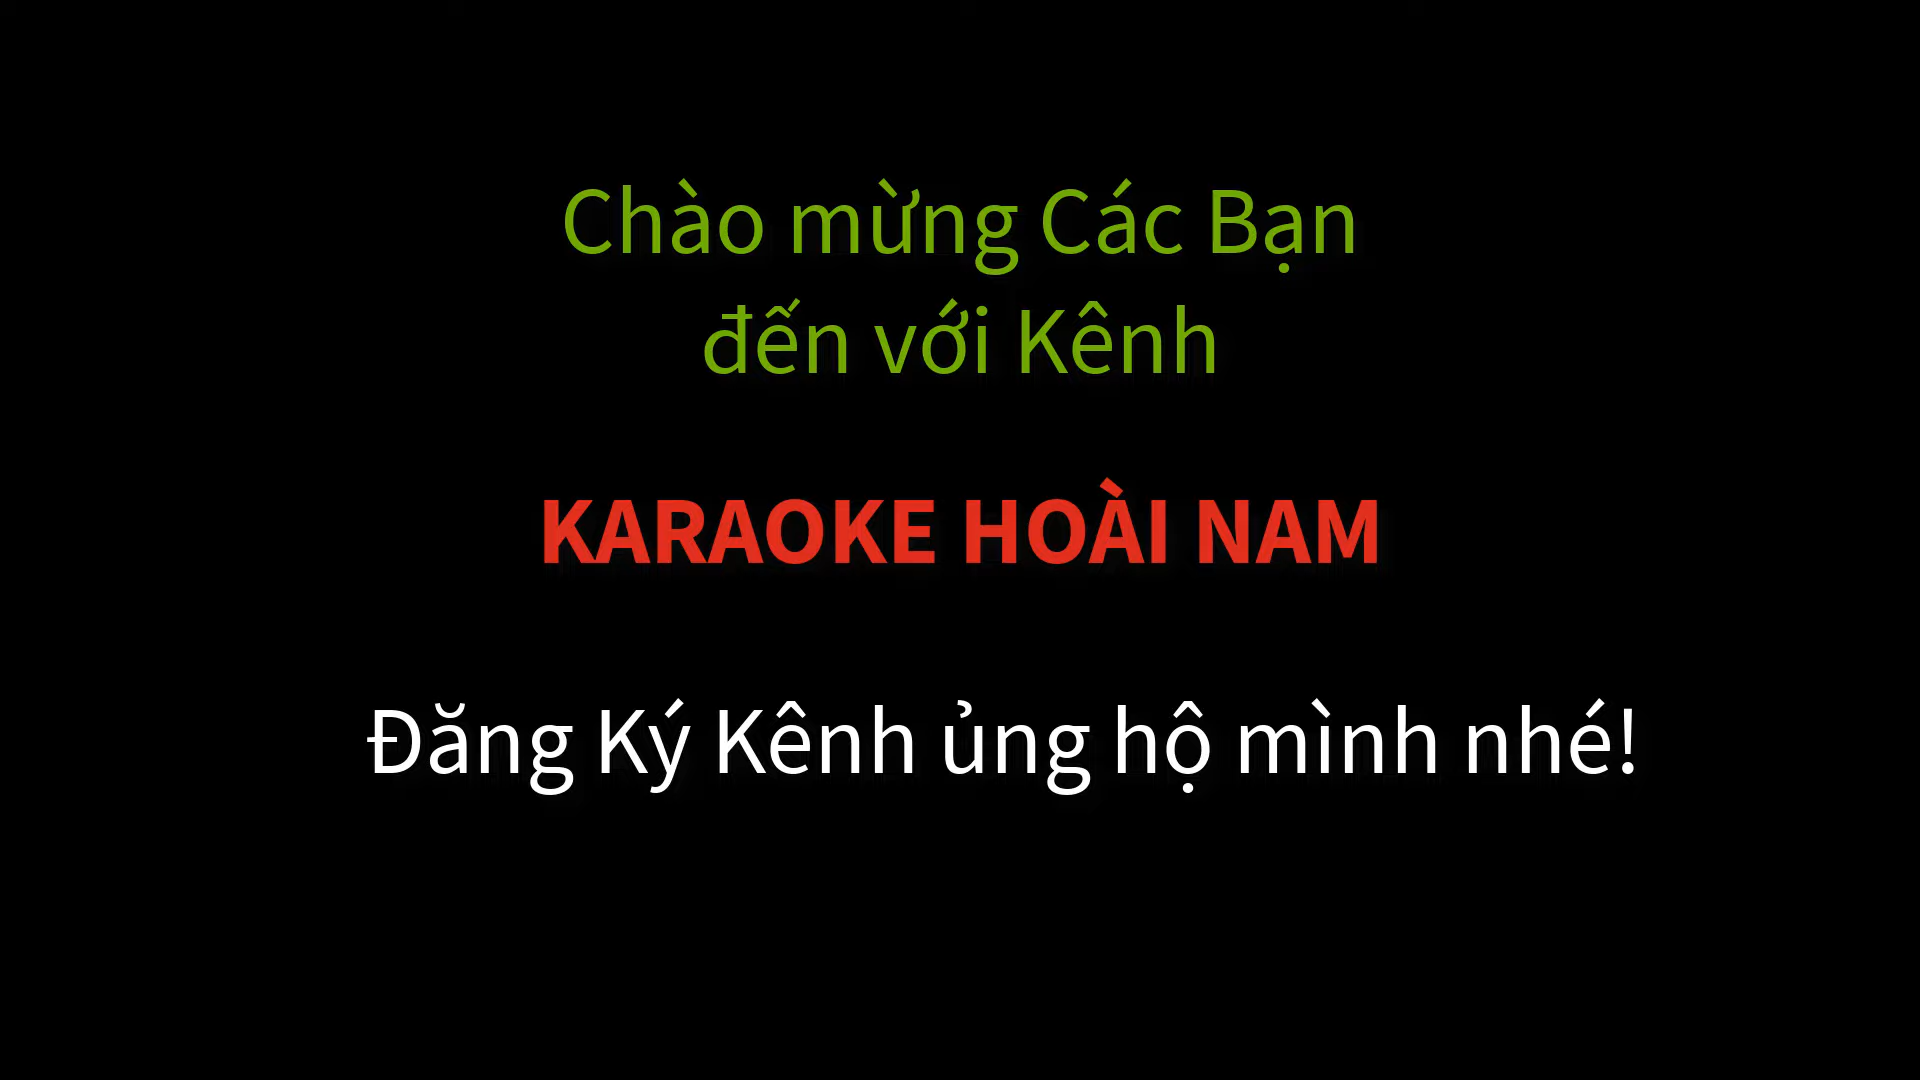 Chào mừng Các Bạn
đến với Kênh
KARAOKE HOÀI NAM
Đăng Ký Kênh ủng hộ mình nhé!